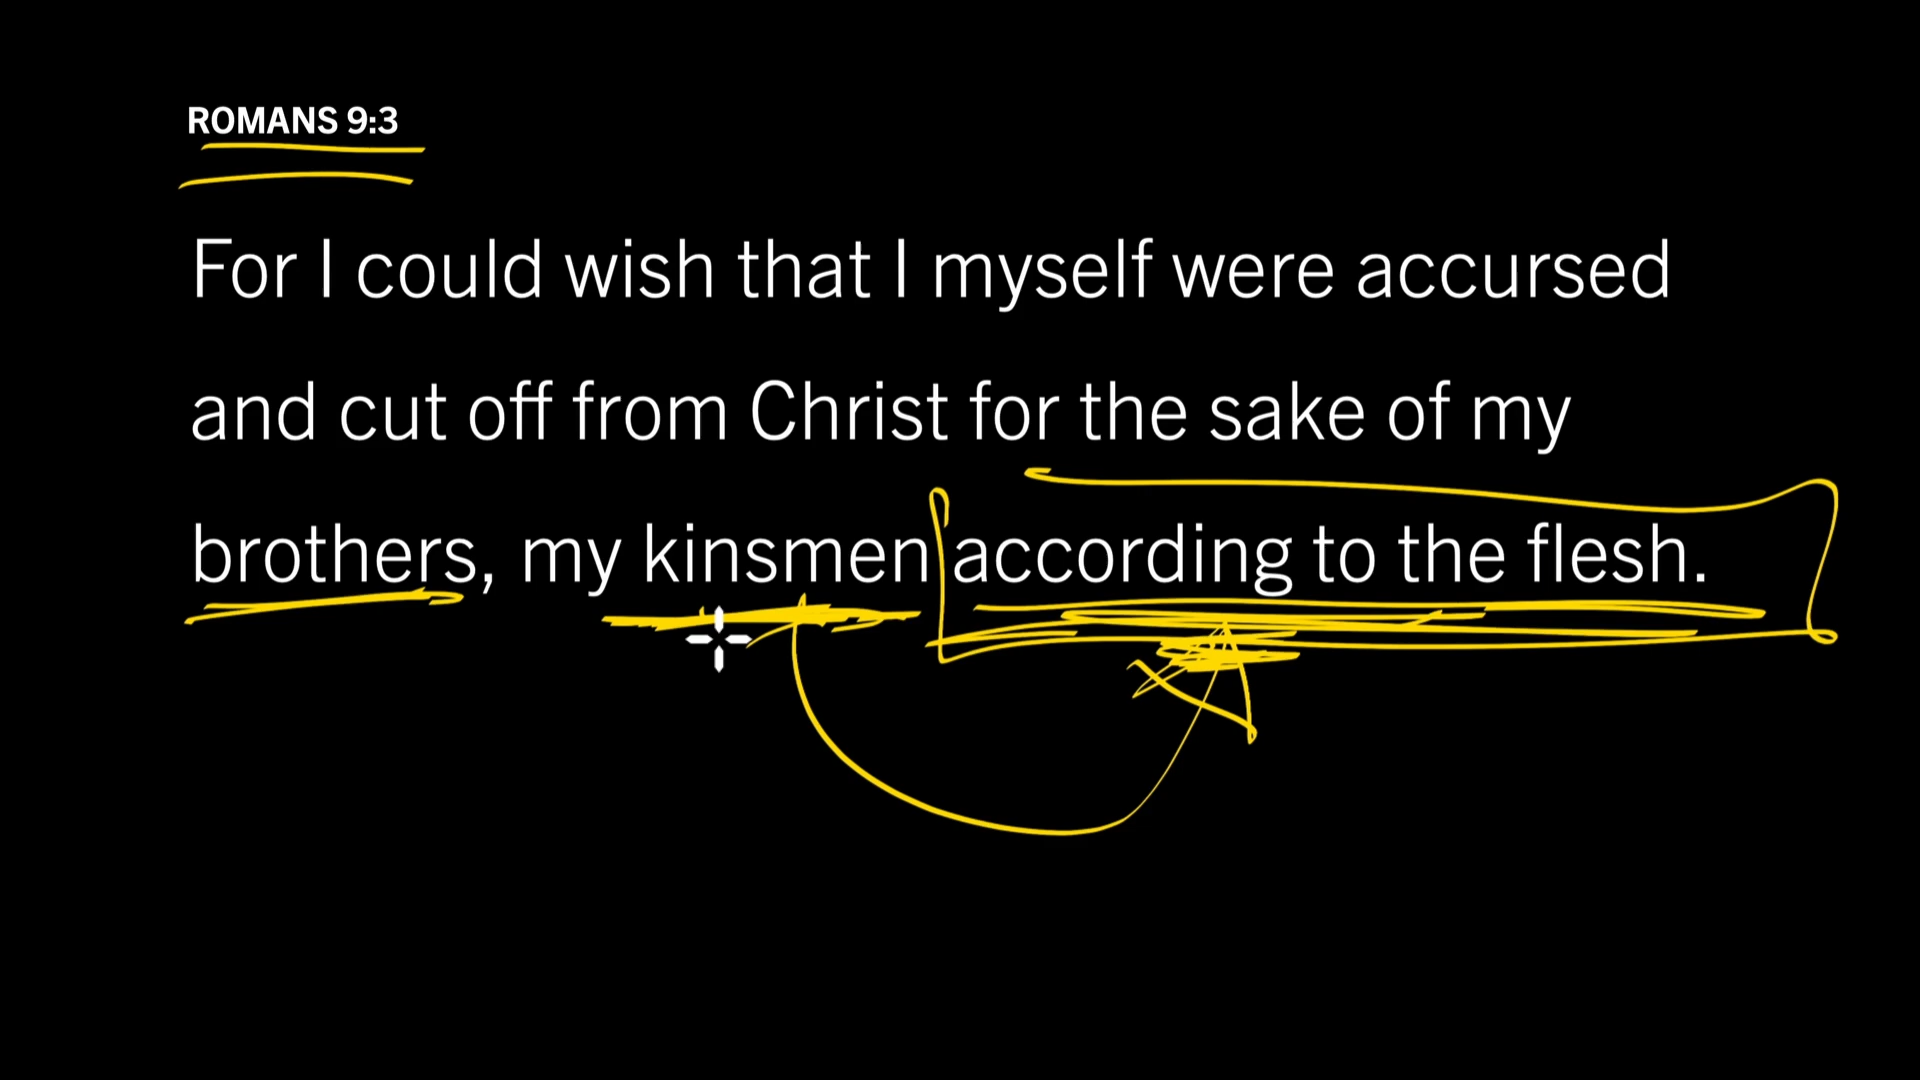 ROMANS 9:3
For I could wish that I myself were accursed
and cut off from Christ for the sake of my
brothers, my kinsmen according to the flesh.